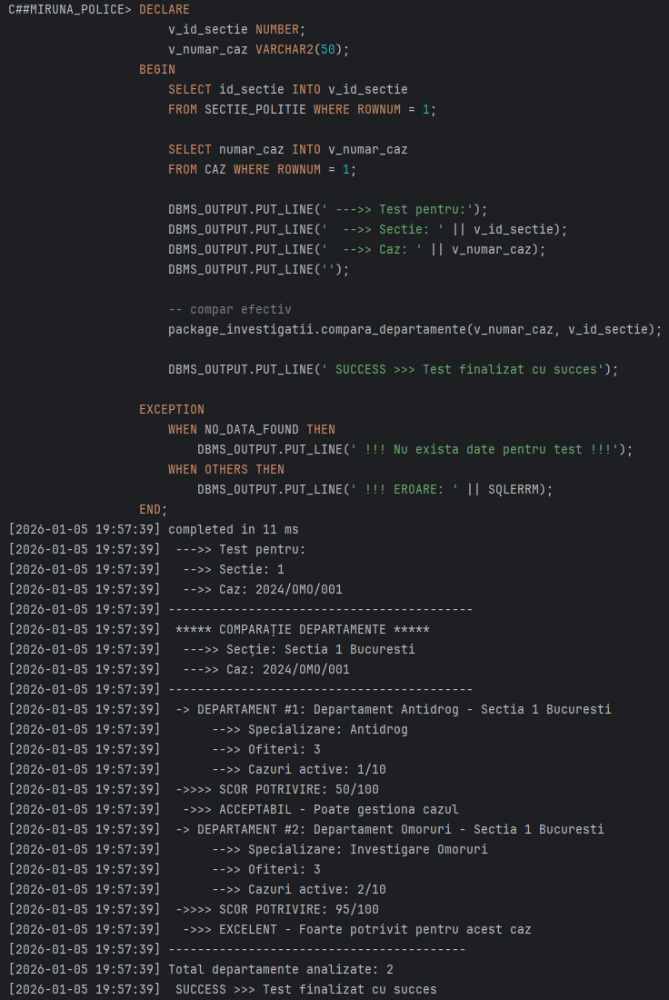 C##MIRUNA_POLICE> DECLARE
                      v_id_sectie NUMBER;
                      v_numar_caz VARCHAR2(50);
                  BEGIN
                      SELECT id_sectie INTO v_id_sectie
                      FROM SECTIE_POLITIE WHERE ROWNUM = 1;

                      SELECT numar_caz INTO v_numar_caz
                      FROM CAZ WHERE ROWNUM = 1;

                      DBMS_OUTPUT.PUT_LINE(' --->> Test pentru:');
                      DBMS_OUTPUT.PUT_LINE('  -->> Sectie: ' || v_id_sectie);
                      DBMS_OUTPUT.PUT_LINE('  -->> Caz: ' || v_numar_caz);
                      DBMS_OUTPUT.PUT_LINE('');

                      -- compar efectiv
                      package_investigatii.compara_departamente(v_numar_caz, v_id_sectie);

                      DBMS_OUTPUT.PUT_LINE(' SUCCESS >>> Test finalizat cu succes');

                  EXCEPTION
                      WHEN NO_DATA_FOUND THEN
                          DBMS_OUTPUT.PUT_LINE(' !!! Nu exista date pentru test !!!');
                      WHEN OTHERS THEN
                          DBMS_OUTPUT.PUT_LINE(' !!! EROARE: ' || SQLERRM);
                  END;
[2026-01-05 19:57:39] completed in 11 ms
[2026-01-05 19:57:39]  --->> Test pentru:
[2026-01-05 19:57:39]   -->> Sectie: 1
[2026-01-05 19:57:39]   -->> Caz: 2024/OMO/001
[2026-01-05 19:57:39] ------------------------------------------
[2026-01-05 19:57:39]  ***** COMPARAȚIE DEPARTAMENTE *****
[2026-01-05 19:57:39]   --->> Secție: Sectia 1 Bucuresti
[2026-01-05 19:57:39]   --->> Caz: 2024/OMO/001
[2026-01-05 19:57:39] ------------------------------------------
[2026-01-05 19:57:39]  -> DEPARTAMENT #1: Departament Antidrog - Sectia 1 Bucuresti
[2026-01-05 19:57:39]       -->> Specializare: Antidrog
[2026-01-05 19:57:39]       -->> Ofiteri: 3
[2026-01-05 19:57:39]       -->> Cazuri active: 1/10
[2026-01-05 19:57:39]  ->>>> SCOR POTRIVIRE: 50/100
[2026-01-05 19:57:39]   ->>> ACCEPTABIL - Poate gestiona cazul
[2026-01-05 19:57:39]  -> DEPARTAMENT #2: Departament Omoruri - Sectia 1 Bucuresti
[2026-01-05 19:57:39]       -->> Specializare: Investigare Omoruri
[2026-01-05 19:57:39]       -->> Ofiteri: 3
[2026-01-05 19:57:39]       -->> Cazuri active: 2/10
[2026-01-05 19:57:39]  ->>>> SCOR POTRIVIRE: 95/100
[2026-01-05 19:57:39]   ->>> EXCELENT - Foarte potrivit pentru acest caz
[2026-01-05 19:57:39] -----------------------------------------
[2026-01-05 19:57:39] Total departamente analizate: 2
[2026-01-05 19:57:39]  SUCCESS >>> Test finalizat cu succes